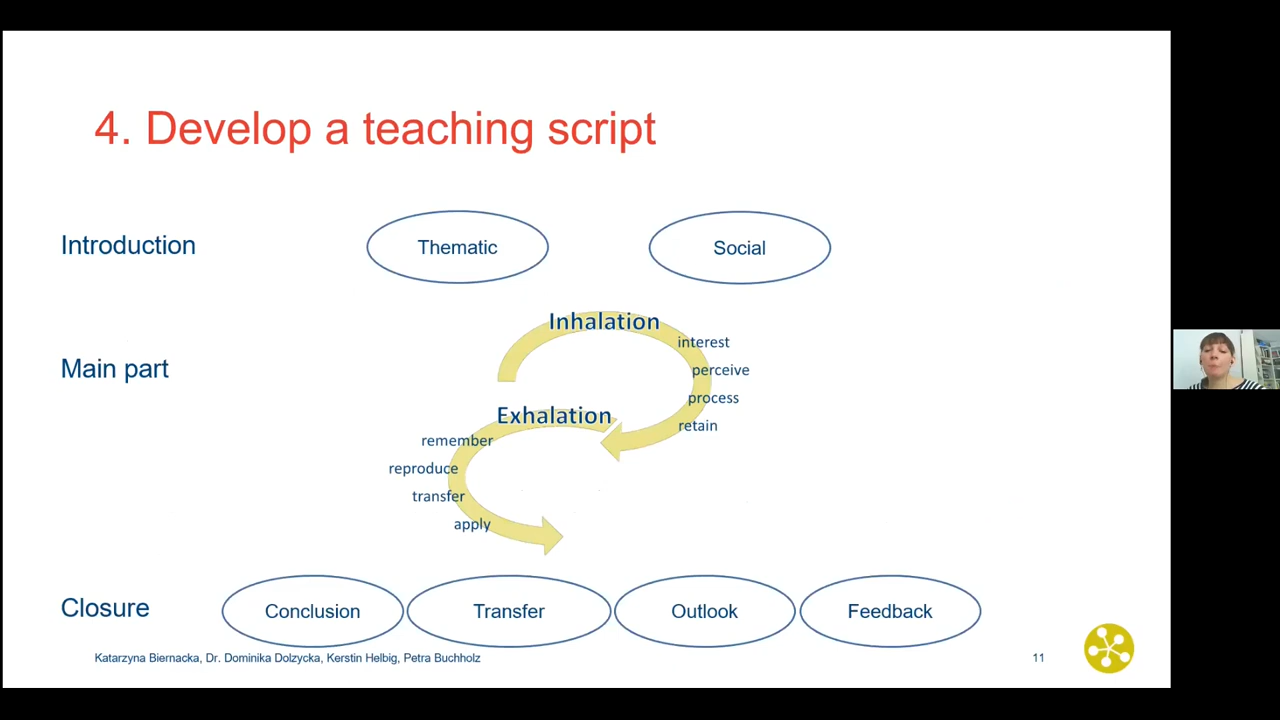 4. Develop a teaching script
Introduction
Thematic
Social
Main part
Inhalation
interest
perceive
process
retain
Exhalation
remember
reproduce
transfer
apply
Closure
Conclusion
Transfer
Outlook
Feedback
Katarzyna Biernacka, Dr. Dominika Dolzycka, Kerstin Helbig, Petra Buchholz
11